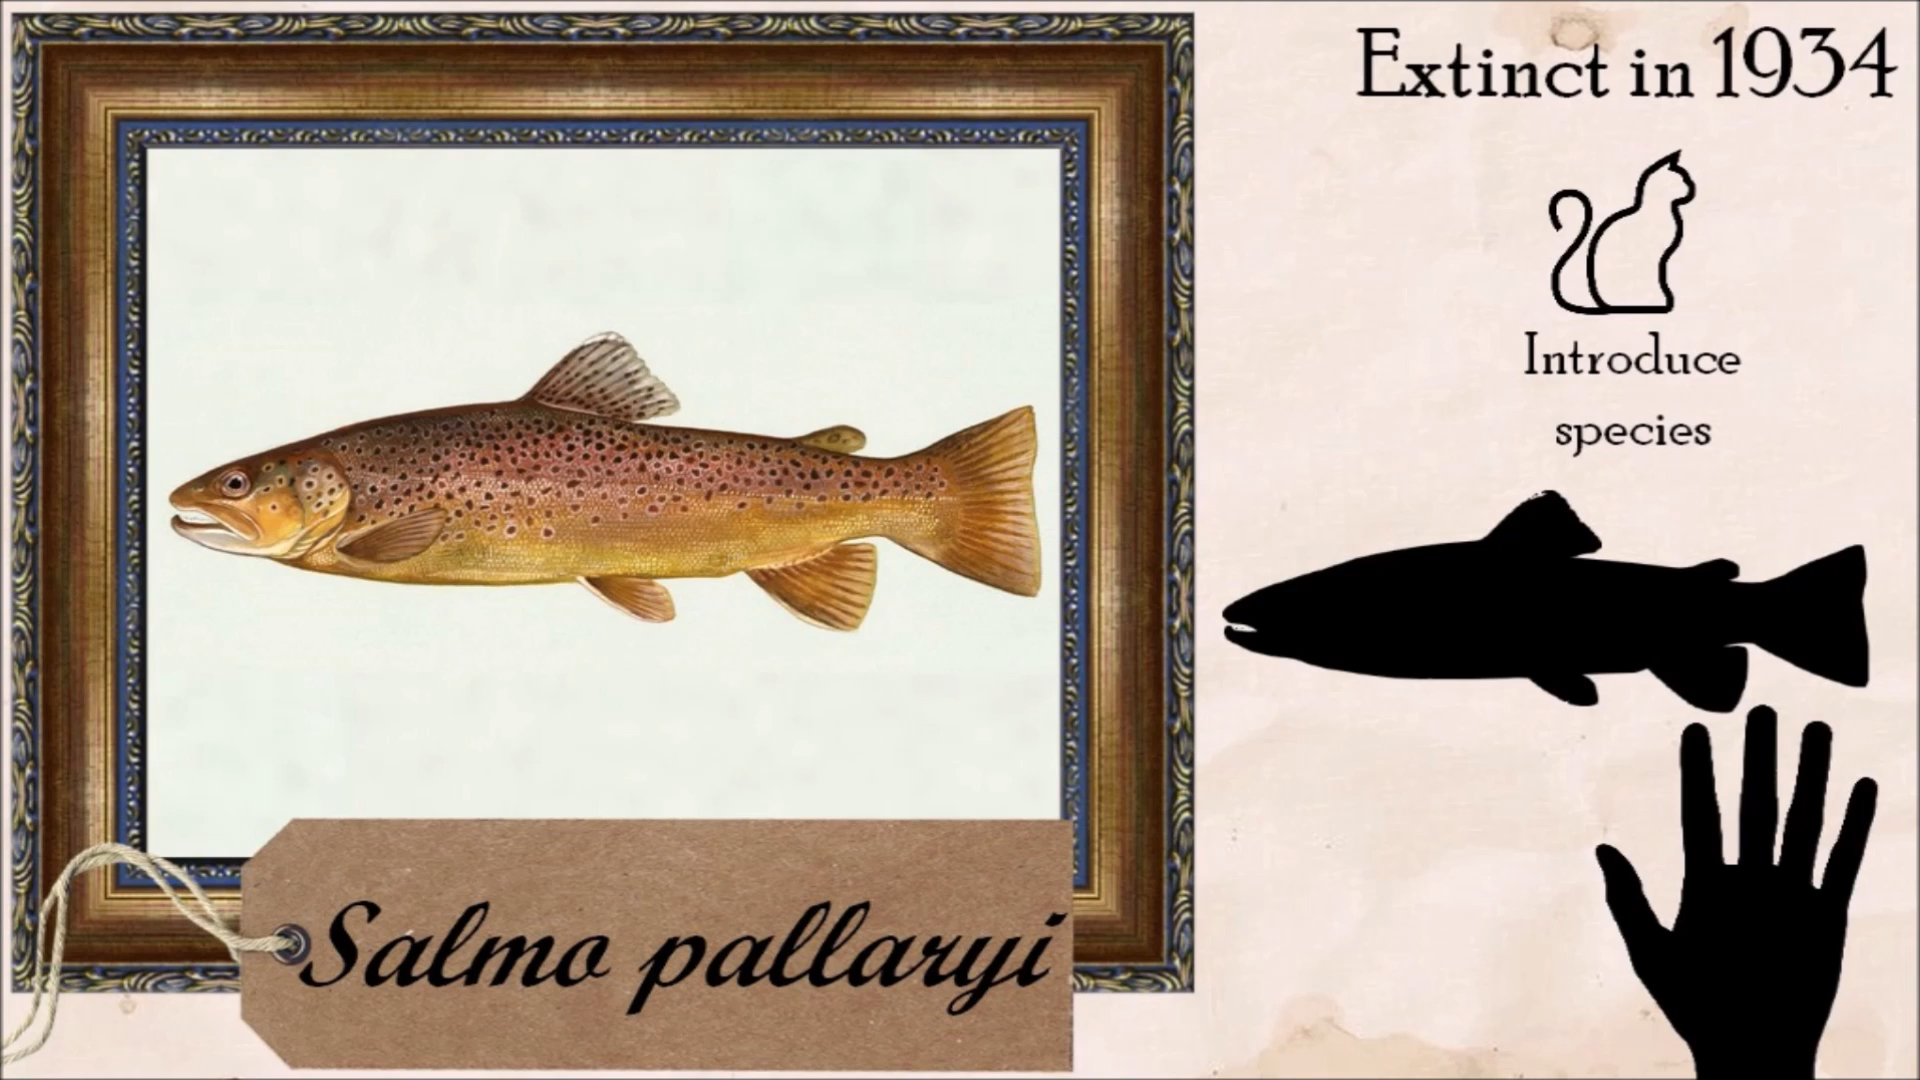 Extinct in 1934
Introduce
species
Salmo pallaryi